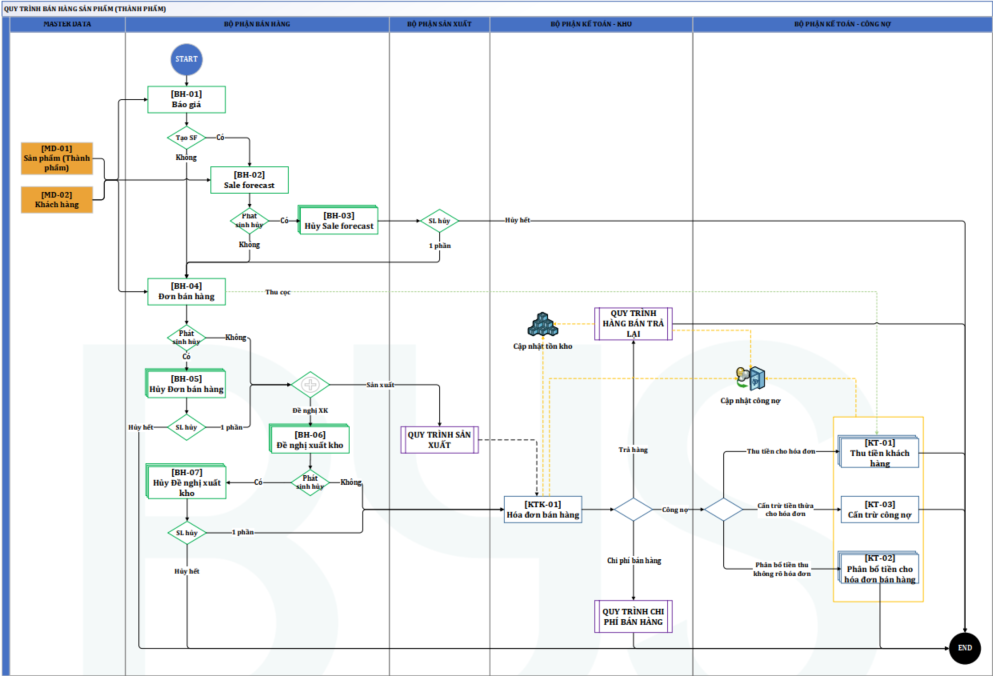 QUY TRÌNH BÁN HÀNG SẢN PHẨM (THÀNH PHẨM)
MASTER DATA
BỘ PHẬN BÁN HÀNG
BỘ PHẬN SẢN XUẤT
BỘ PHẬN KẾ TOÁN - KHO
BỘ PHẬN KẾ TOÁN - CÔNG NỢ
START
[BH-01]
Báo giá
Tạo SF
Có
Không
[MD-01]
Sản phẩm (Thành
phẩm)
[MD-02]
Khách hàng
[BH-02]
Sale forecast
Phát
sinh hủy
Có
Không
[BH-03]
Hủy Sale forecast
SL hủy
Hủy hết
1 phần
[BH-04]
Đơn bán hàng
Thu cọc
Phát
sinh hủy
Không
Có
[BH-05]
Hủy Đơn bán hàng
SL hủy
Hủy hết
1 phần
Sản xuất
Đề nghị XK
[BH-06]
Đề nghị xuất kho
Phát
sinh hủy
Có
Không
[BH-07]
Hủy Đề nghị xuất
kho
SL hủy
1 phần
Hủy hết
QUY TRÌNH SẢN
XUẤT
Cập nhật tồn kho
QUY TRÌNH
HÀNG BÁN TRẢ
LẠI
Cập nhật công nợ
Trả hàng
[KTK-01]
Hóa đơn bán hàng
Công nợ
Chi phí bán hàng
QUY TRÌNH CHI
PHÍ BÁN HÀNG
Thu tiền cho hóa đơn
[KT-01]
Thu tiền khách
hàng
Cấn trừ tiền thừa
cho hóa đơn
[KT-03]
Cấn trừ công nợ
Phân bổ tiền thu
không rõ hóa đơn
[KT-02]
Phân bổ tiền cho
hóa đơn bán hàng
END
BYS